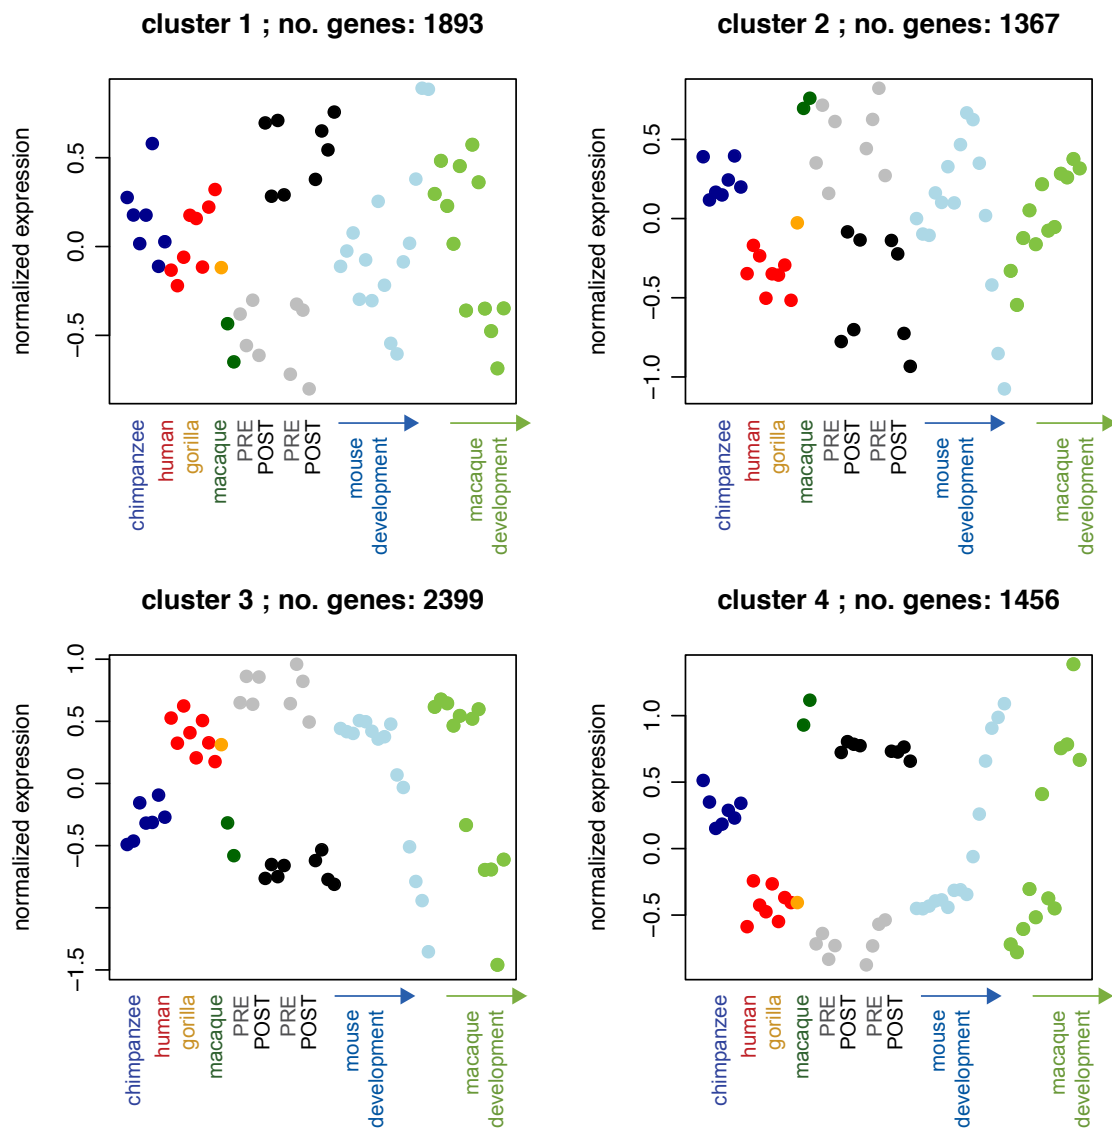 cluster 1 ; no. genes: 1893
normalized expression
0.5
0.0
−0.5
chimpanzee
human
gorilla
macaque
PRE
POST
PRE
POST
mouse
development
macaque
development
cluster 2 ; no. genes: 1367
normalized expression
0.5
0.0
−0.5
−1.0
chimpanzee
human
gorilla
macaque
PRE
POST
PRE
POST
mouse
development
macaque
development
cluster 3 ; no. genes: 2399
normalized expression
1.0
0.5
0.0
−0.5
−1.5
chimpanzee
human
gorilla
macaque
PRE
POST
PRE
POST
mouse
development
macaque
development
cluster 4 ; no. genes: 1456
normalized expression
1.0
0.5
0.0
−0.5
chimpanzee
human
gorilla
macaque
PRE
POST
PRE
POST
mouse
development
macaque
development